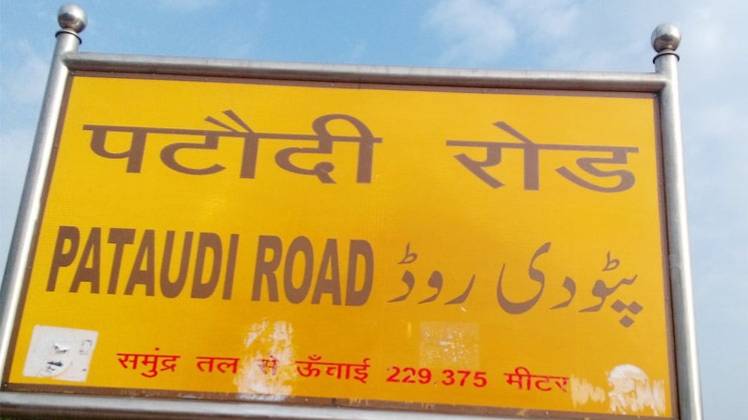 पटौदी रोड
PATAUDI ROAD پٹودی روڈ
समुंद्र तल से ऊँचाई 229.375 मीटर